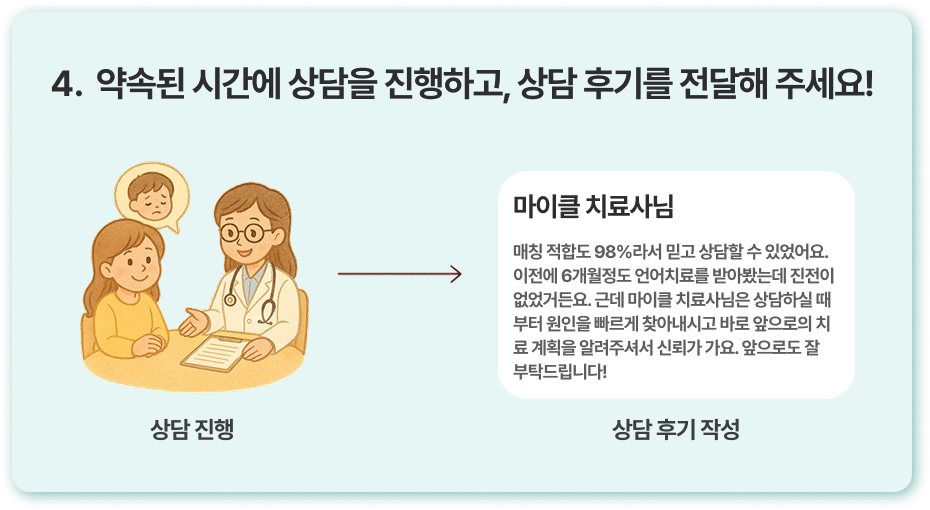 4. 약속된 시간에 상담을 진행하고, 상담 후기를 전달해 주세요!
마이클 치료사님
매칭 적합도 98%라서 믿고 상담할 수 있었어요.
이전에 6개월정도 언어치료를 받아봤는데 진전이
없었거든요. 근데 마이클 치료사님은 상담하실 때
부터 원인을 빠르게 찾아내시고 바로 앞으로의 치
료 계획을 알려주셔서 신뢰가 가요. 앞으로도 잘
부탁드립니다!
상담 진행
상담 후기 작성